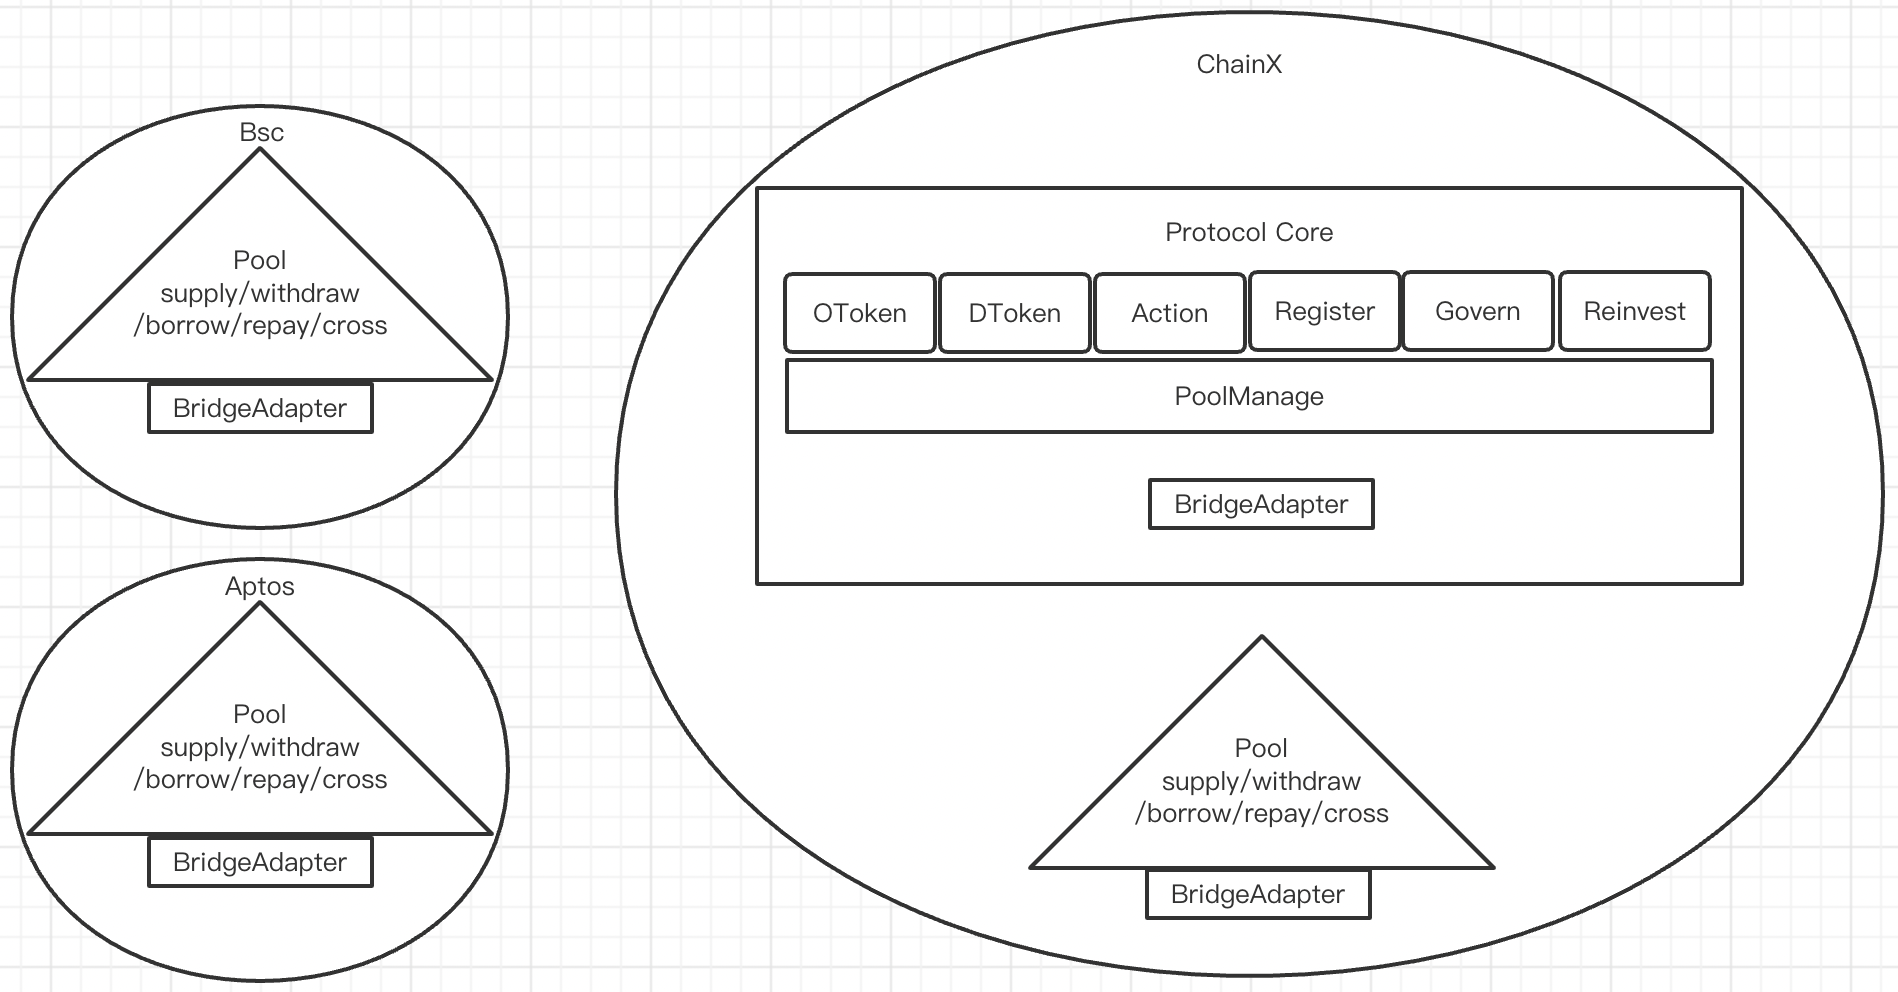 Bsc
Pool
supply/withdraw
/borrow/repay/cross
BridgeAdapter
Aptos
Pool
supply/withdraw
/borrow/repay/cross
BridgeAdapter
ChainX
Protocol Core
OToken
DToken
Action
Register
Govern
Reinvest
PoolManage
BridgeAdapter
Pool
supply/withdraw
/borrow/repay/cross
BridgeAdapter